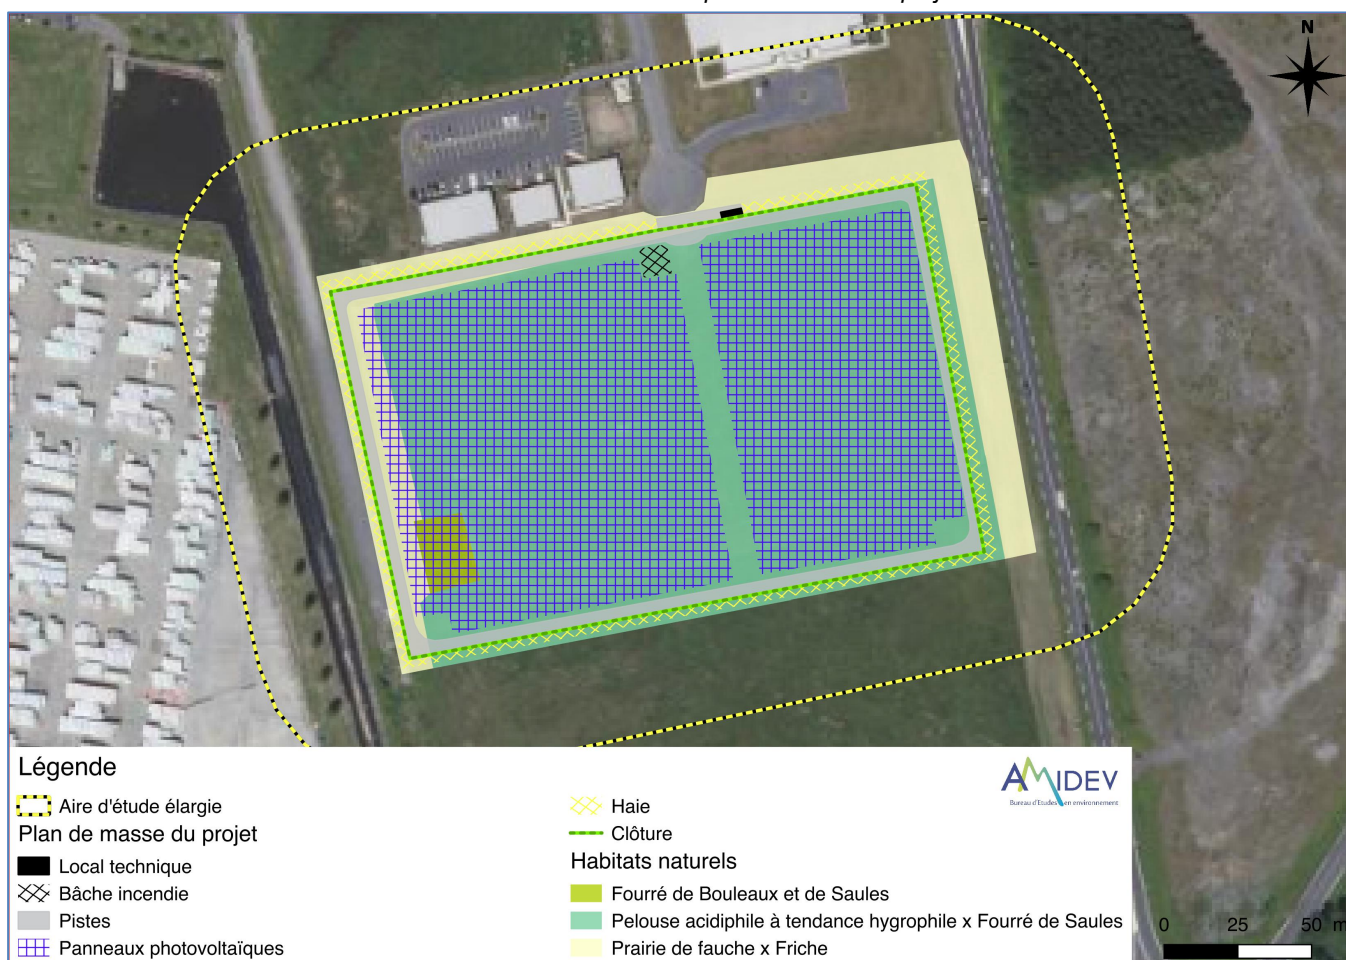 N
Légende
Aire d'étude élargie
Plan de masse du projet
Local technique
Bâche incendie
Pistes
Panneaux photovoltaïques
Haie
Clôture
Habitats naturels
Fourré de Bouleaux et de Saules
Pelouse acidiphile à tendance hygrophile x Fourré de Saules
Prairie de fauche x Friche
AMIDEV
Bureau d'Etudes en environnement
0 25 50 m